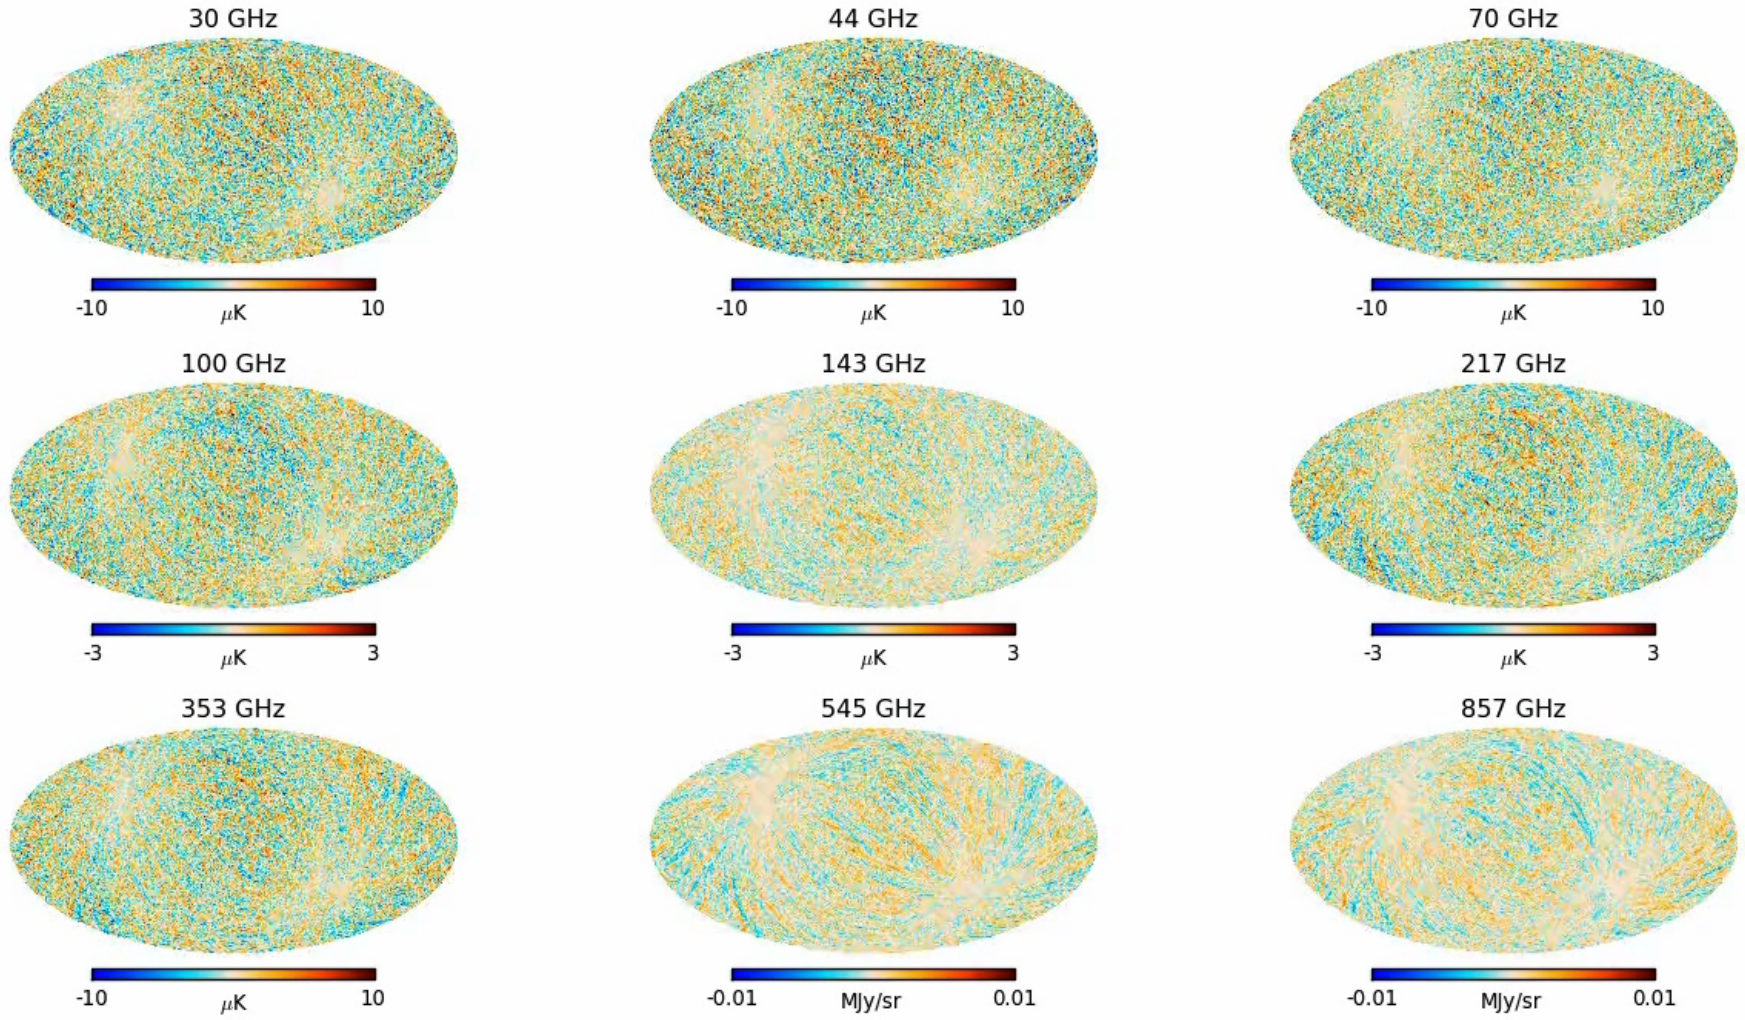 30 GHz
44 GHz
70 GHz
-10 μK 10
-10 μK 10
-10 μK 10
100 GHz
143 GHz
217 GHz
-3 μK 3
-3 μK 3
-3 μK 3
353 GHz
545 GHz
857 GHz
-10 μK 10
-0.01 MJy/sr 0.01
-0.01 MJy/sr 0.01